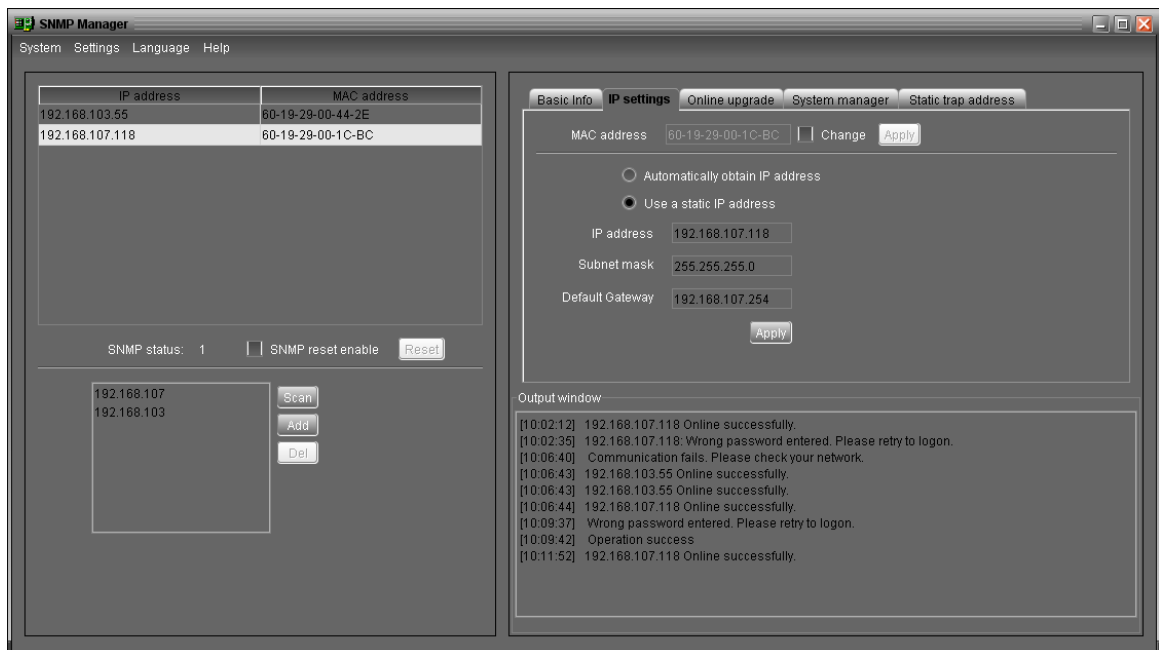 SNMP Manager
System Settings Language Help
IP address MAC address
192.168.103.55 60-19-29-00-44-2E
192.168.107.118 60-19-29-00-1C-BC
SNMP status: 1 SNMP reset enable Reset
192.168.107
192.168.103
Scan
Add
Del
Basic Info IP settings Online upgrade System manager Static trap address
MAC address 60-19-29-00-1C-BC Change Apply
Automatically obtain IP address
Use a static IP address
IP address 192.168.107.118
Subnet mask 255.255.255.0
Default Gateway 192.168.107.254
Apply
Output window
[10:02:12] 192.168.107.118 Online successfully.
[10:02:35] 192.168.107.118: Wrong password entered. Please retry to logon.
[10:06:40] Communication fails. Please check your network.
[10:06:43] 192.168.103.55 Online successfully.
[10:06:43] 192.168.103.55 Online successfully.
[10:06:44] 192.168.107.118 Online successfully.
[10:09:37] Wrong password entered. Please retry to logon.
[10:09:42] Operation success
[10:11:52] 192.168.107.118 Online successfully.